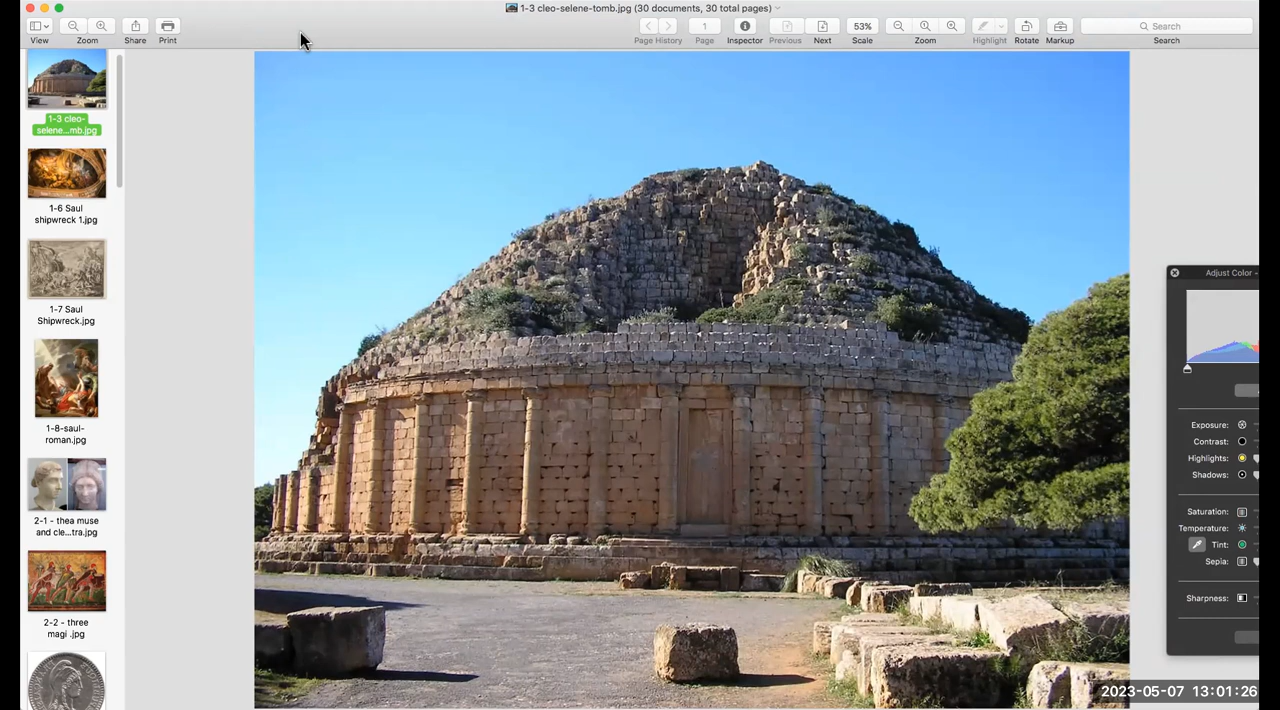 1-3 cleo-selene-tomb.jpg (30 documents, 30 total pages)
View Zoom Share Print
1
53%
Search
Page History Page Inspector Previous Next Scale Zoom Highlight Rotate Markup Search
1-3 cleo-
selene...mb.jpg
1-6 Saul
shipwreck 1.jpg
1-7 Saul
Shipwreck.jpg
1-8-saul-
roman.jpg
2-1 - thea muse
and cle...tra.jpg
2-2 - three
magi .jpg
Adjust Color -
Exposure:
Contrast:
Highlights:
Shadows:
Saturation:
Temperature:
Tint:
Sepia:
Sharpness:
2023-05-07 13:01:26